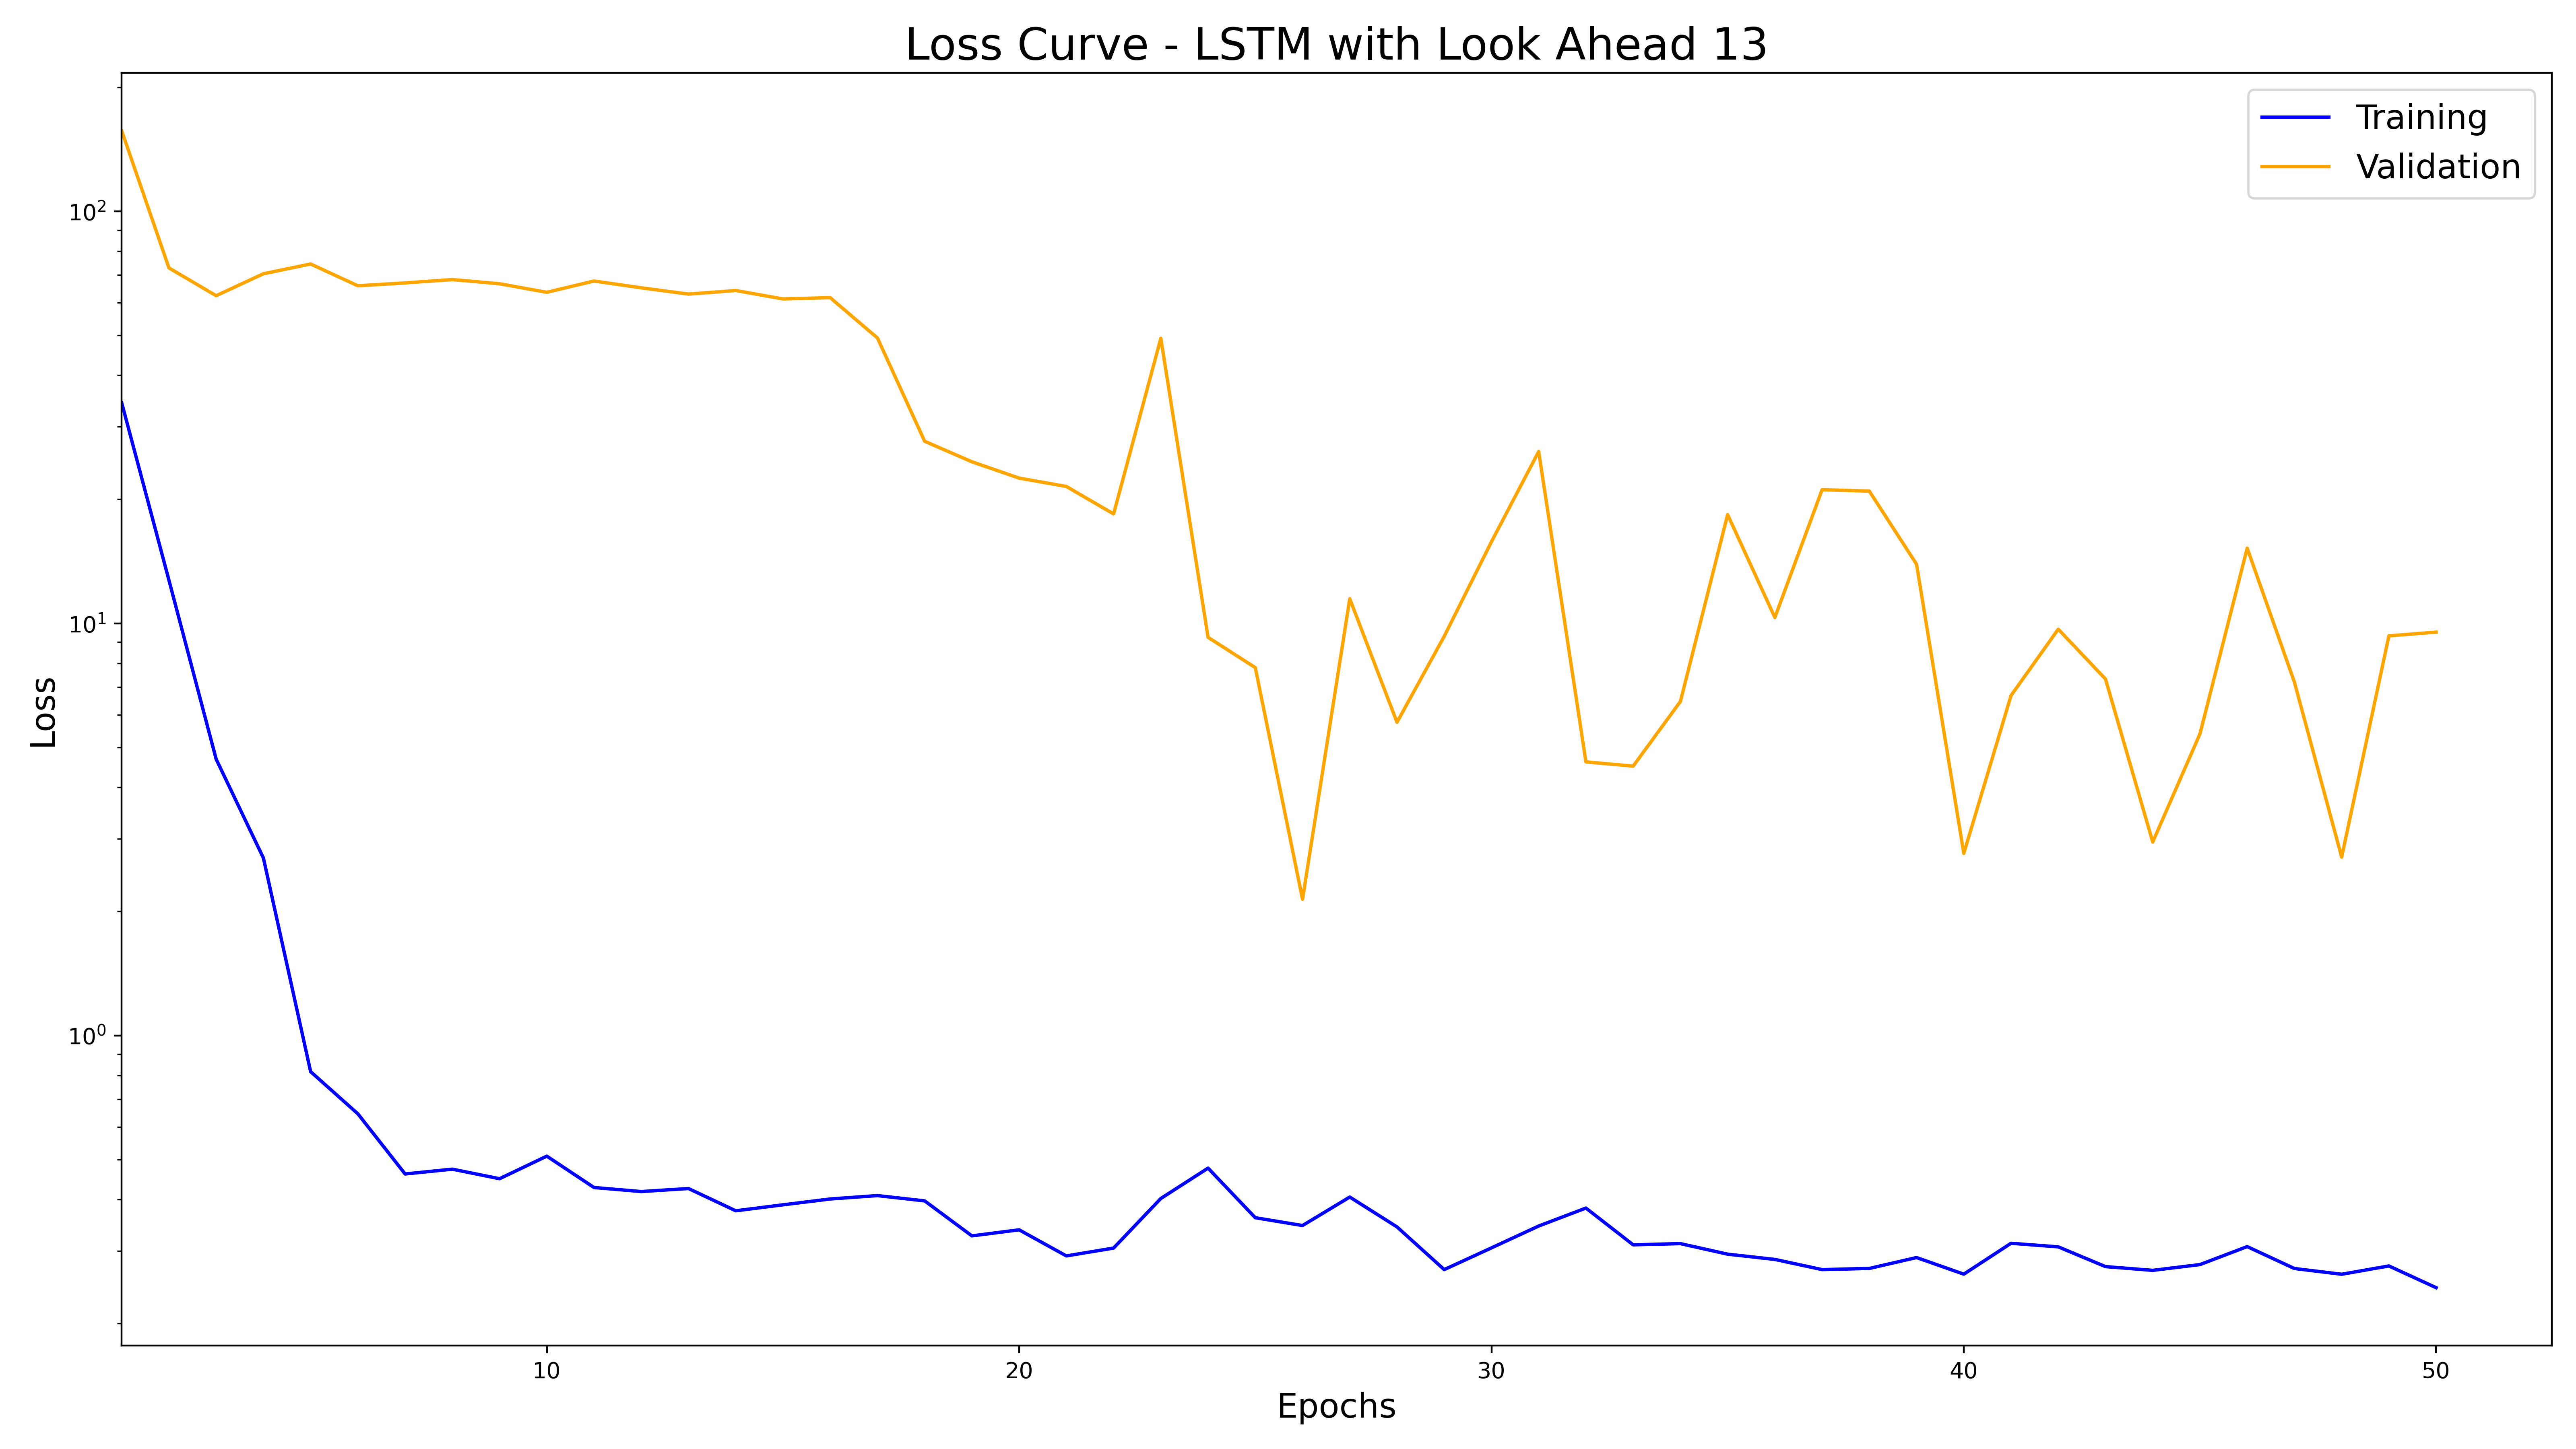 Loss Curve - LSTM with Look Ahead 13
Training
Validation
10²
10¹
10⁰
Loss
10 20 30 40 50
Epochs